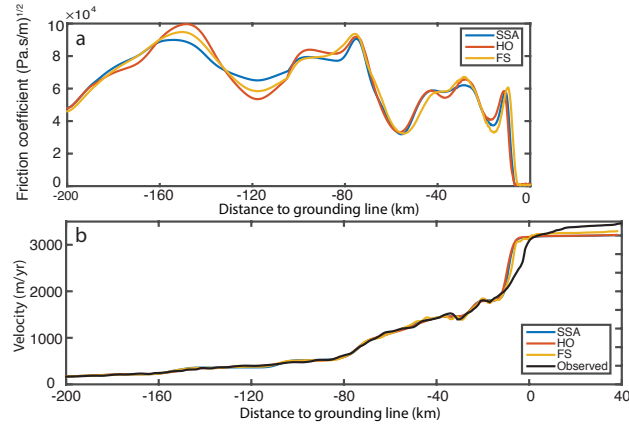 ×10⁴
a
Friction coefficient (Pa.s/m)¹ᐟ²
10
8
6
4
2
0
SSA
HO
FS
-200 -160 -120 -80 -40 0
Distance to grounding line (km)
b
Velocity (m/yr)
3000
2000
1000
0
SSA
HO
FS
Observed
-200 -160 -120 -80 -40 0 40
Distance to grounding line (km)